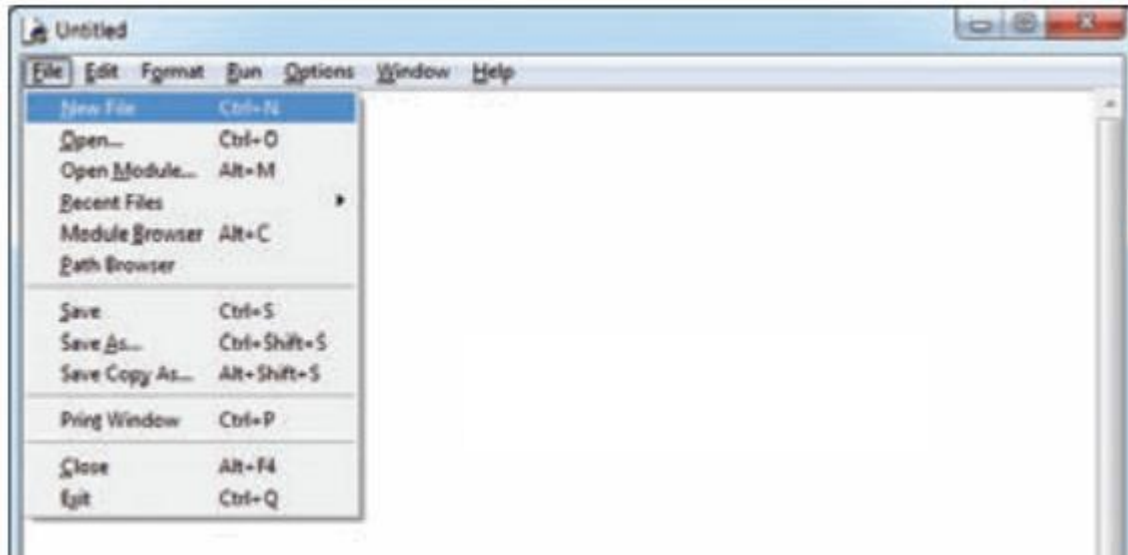 Untitled
File Edit Format Run Options Window Help
New File Ctrl+N
Open... Ctrl+O
Open Module... Alt+M
Recent Files
Module Browser Alt+C
Path Browser
Save Ctrl+S
Save As... Ctrl+Shift+S
Save Copy As... Alt+Shift+S
Print Window Ctrl+P
Close Alt+F4
Exit Ctrl+Q